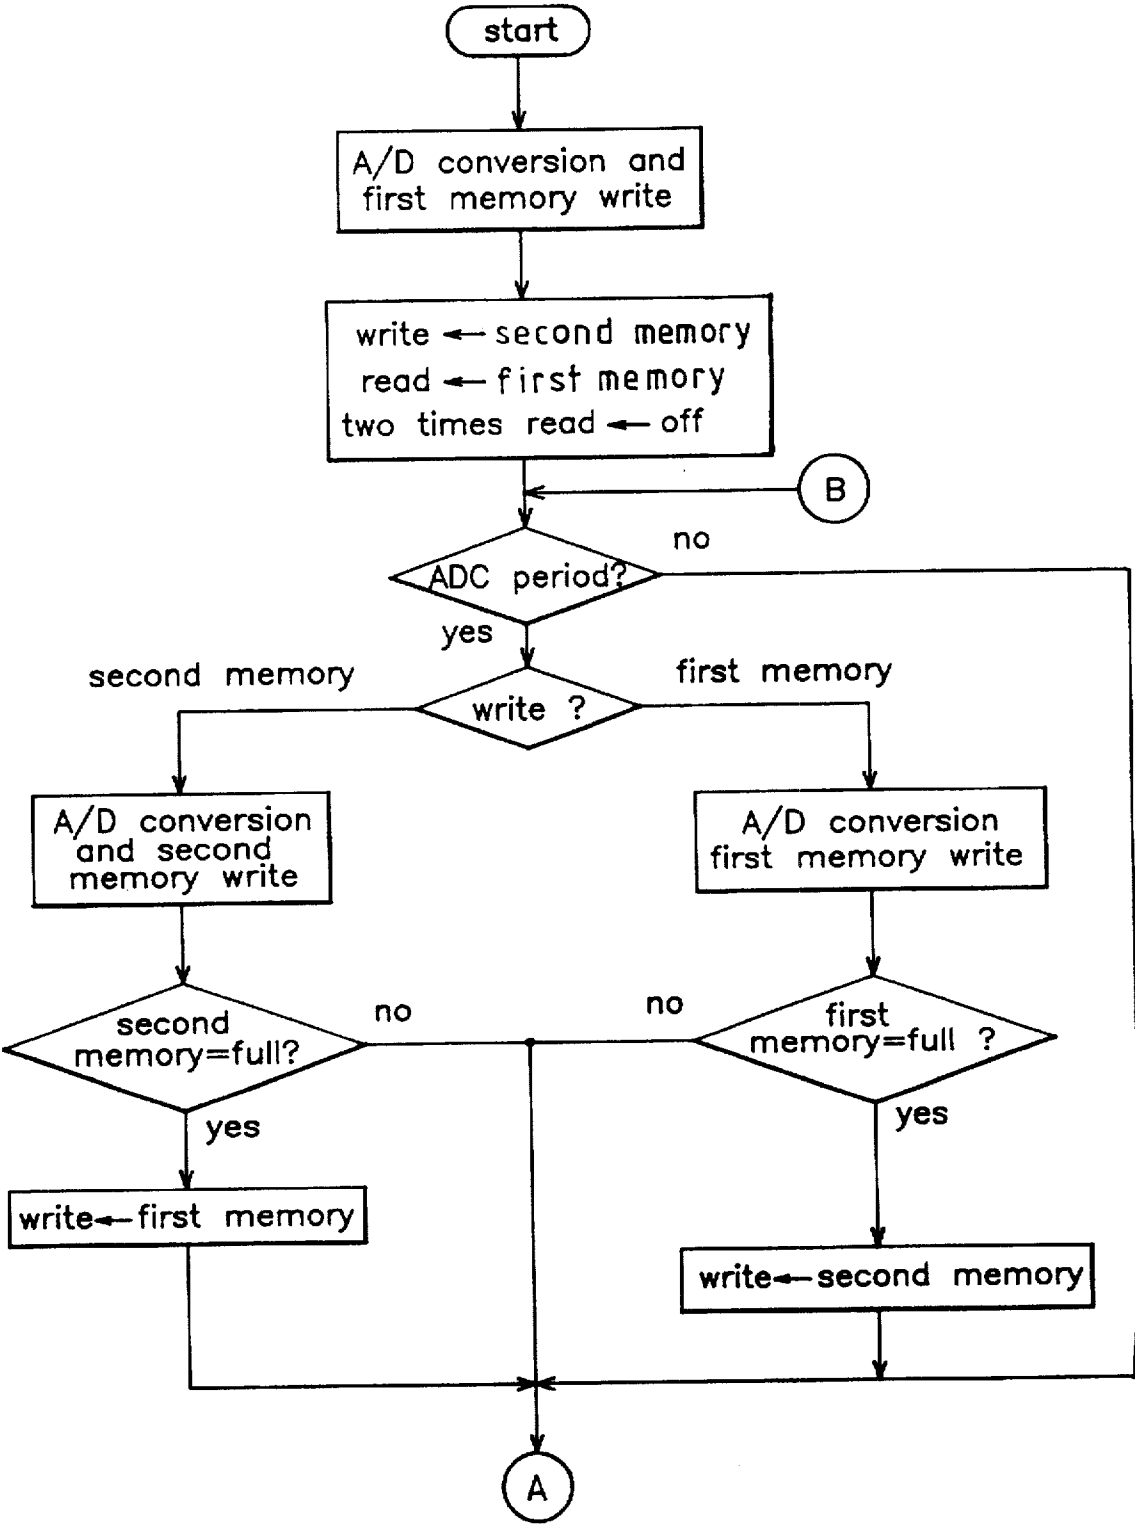 start
A/D conversion and
first memory write
write ← second memory
read ← first memory
two times read ← off
B
no
ADC period?
yes
second memory
first memory
write ?
A/D conversion
and second
memory write
A/D conversion
first memory write
no
no
second
memory=full?
first
memory=full ?
yes
yes
write←first memory
write←second memory
A